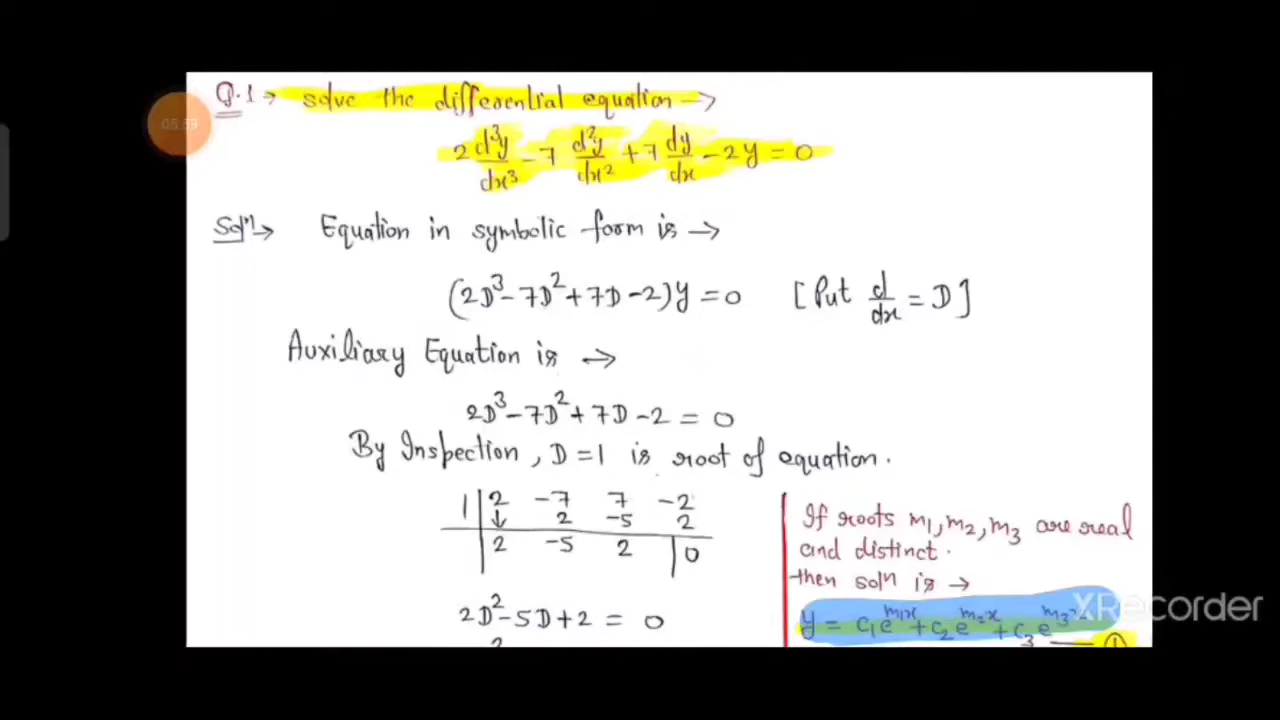 Q.1→ solve the differential equation →
2 d³y/dx³ - 7 d²y/dx² + 7 dy/dx - 2y = 0
05:59
Solⁿ→ Equation in symbolic form is →
(2D³-7D²+7D-2)y = 0 [Put d/dx = D]
Auxiliary Equation is →
2D³-7D²+7D-2 = 0
By Inspection, D=1 is root of equation.
1 | 2 -7 7 -2
↓ 2 -5 2
2 -5 2 | 0
2D²-5D+2 = 0
If roots m₁, m₂, m₃ are real
and distinct.
then solⁿ is →
y = c₁e^m₁x + c₂e^m₂x + c₃e^m₃x — ①
XRecorder